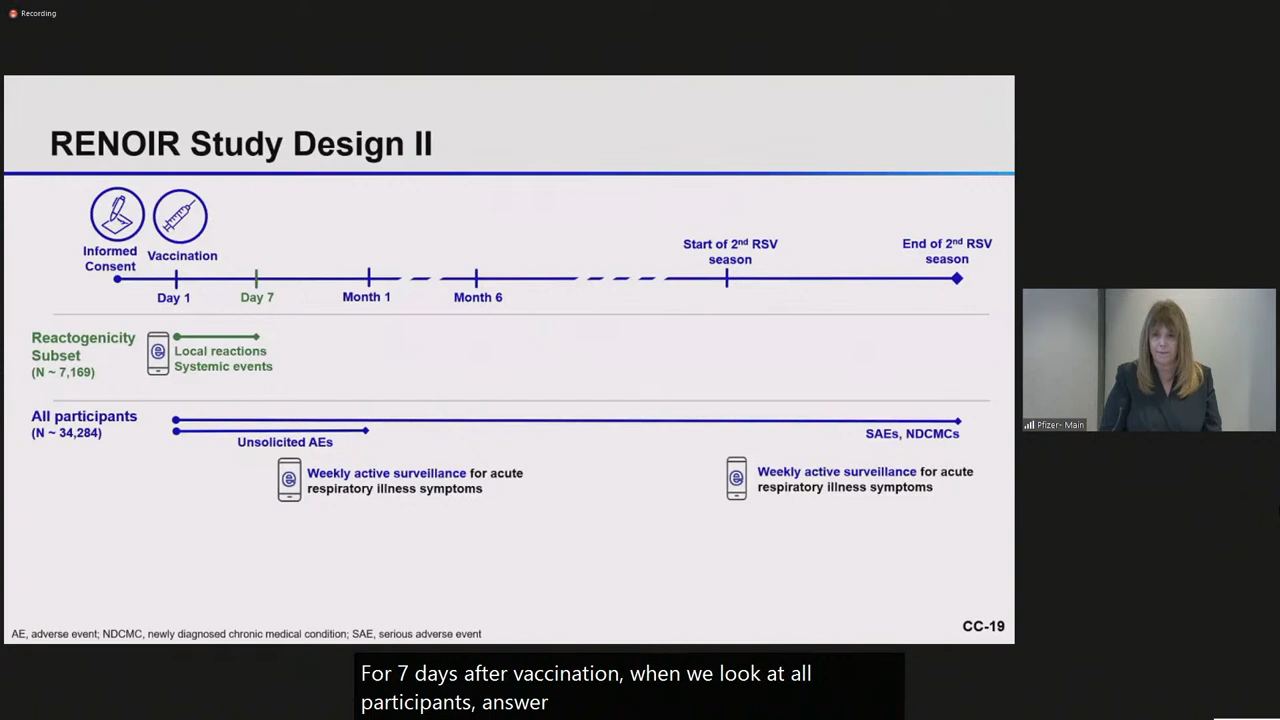 Recording
RENOIR Study Design II
Informed
Consent
Vaccination
Start of 2nd RSV
season
End of 2nd RSV
season
Day 1
Day 7
Month 1
Month 6
Reactogenicity
Subset
(N ~ 7,169)
Local reactions
Systemic events
All participants
(N ~ 34,284)
Unsolicited AEs
SAEs, NDCMCs
Weekly active surveillance for acute
respiratory illness symptoms
Weekly active surveillance for acute
respiratory illness symptoms
AE, adverse event; NDCMC, newly diagnosed chronic medical condition; SAE, serious adverse event
CC-19
Pfizer- Main
For 7 days after vaccination, when we look at all
participants, answer